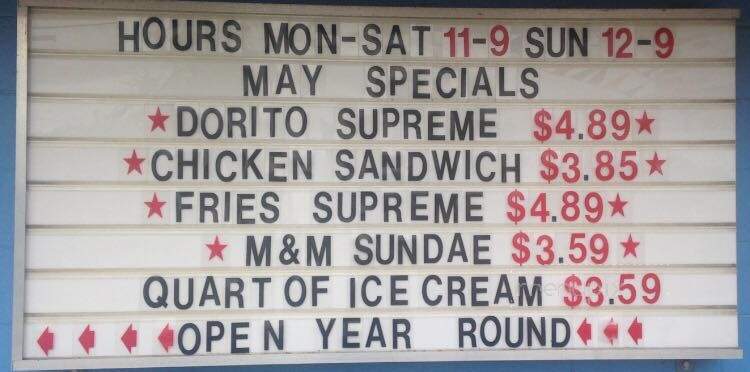 HOURS MON-SAT 11-9 SUN 12-9
MAY SPECIALS
★DORITO SUPREME $4.89★
★CHICKEN SANDWICH $3.85★
★FRIES SUPREME $4.89★
★ M&M SUNDAE $3.59 ★
QUART OF ICE CREAM $3.59
OPEN YEAR ROUND